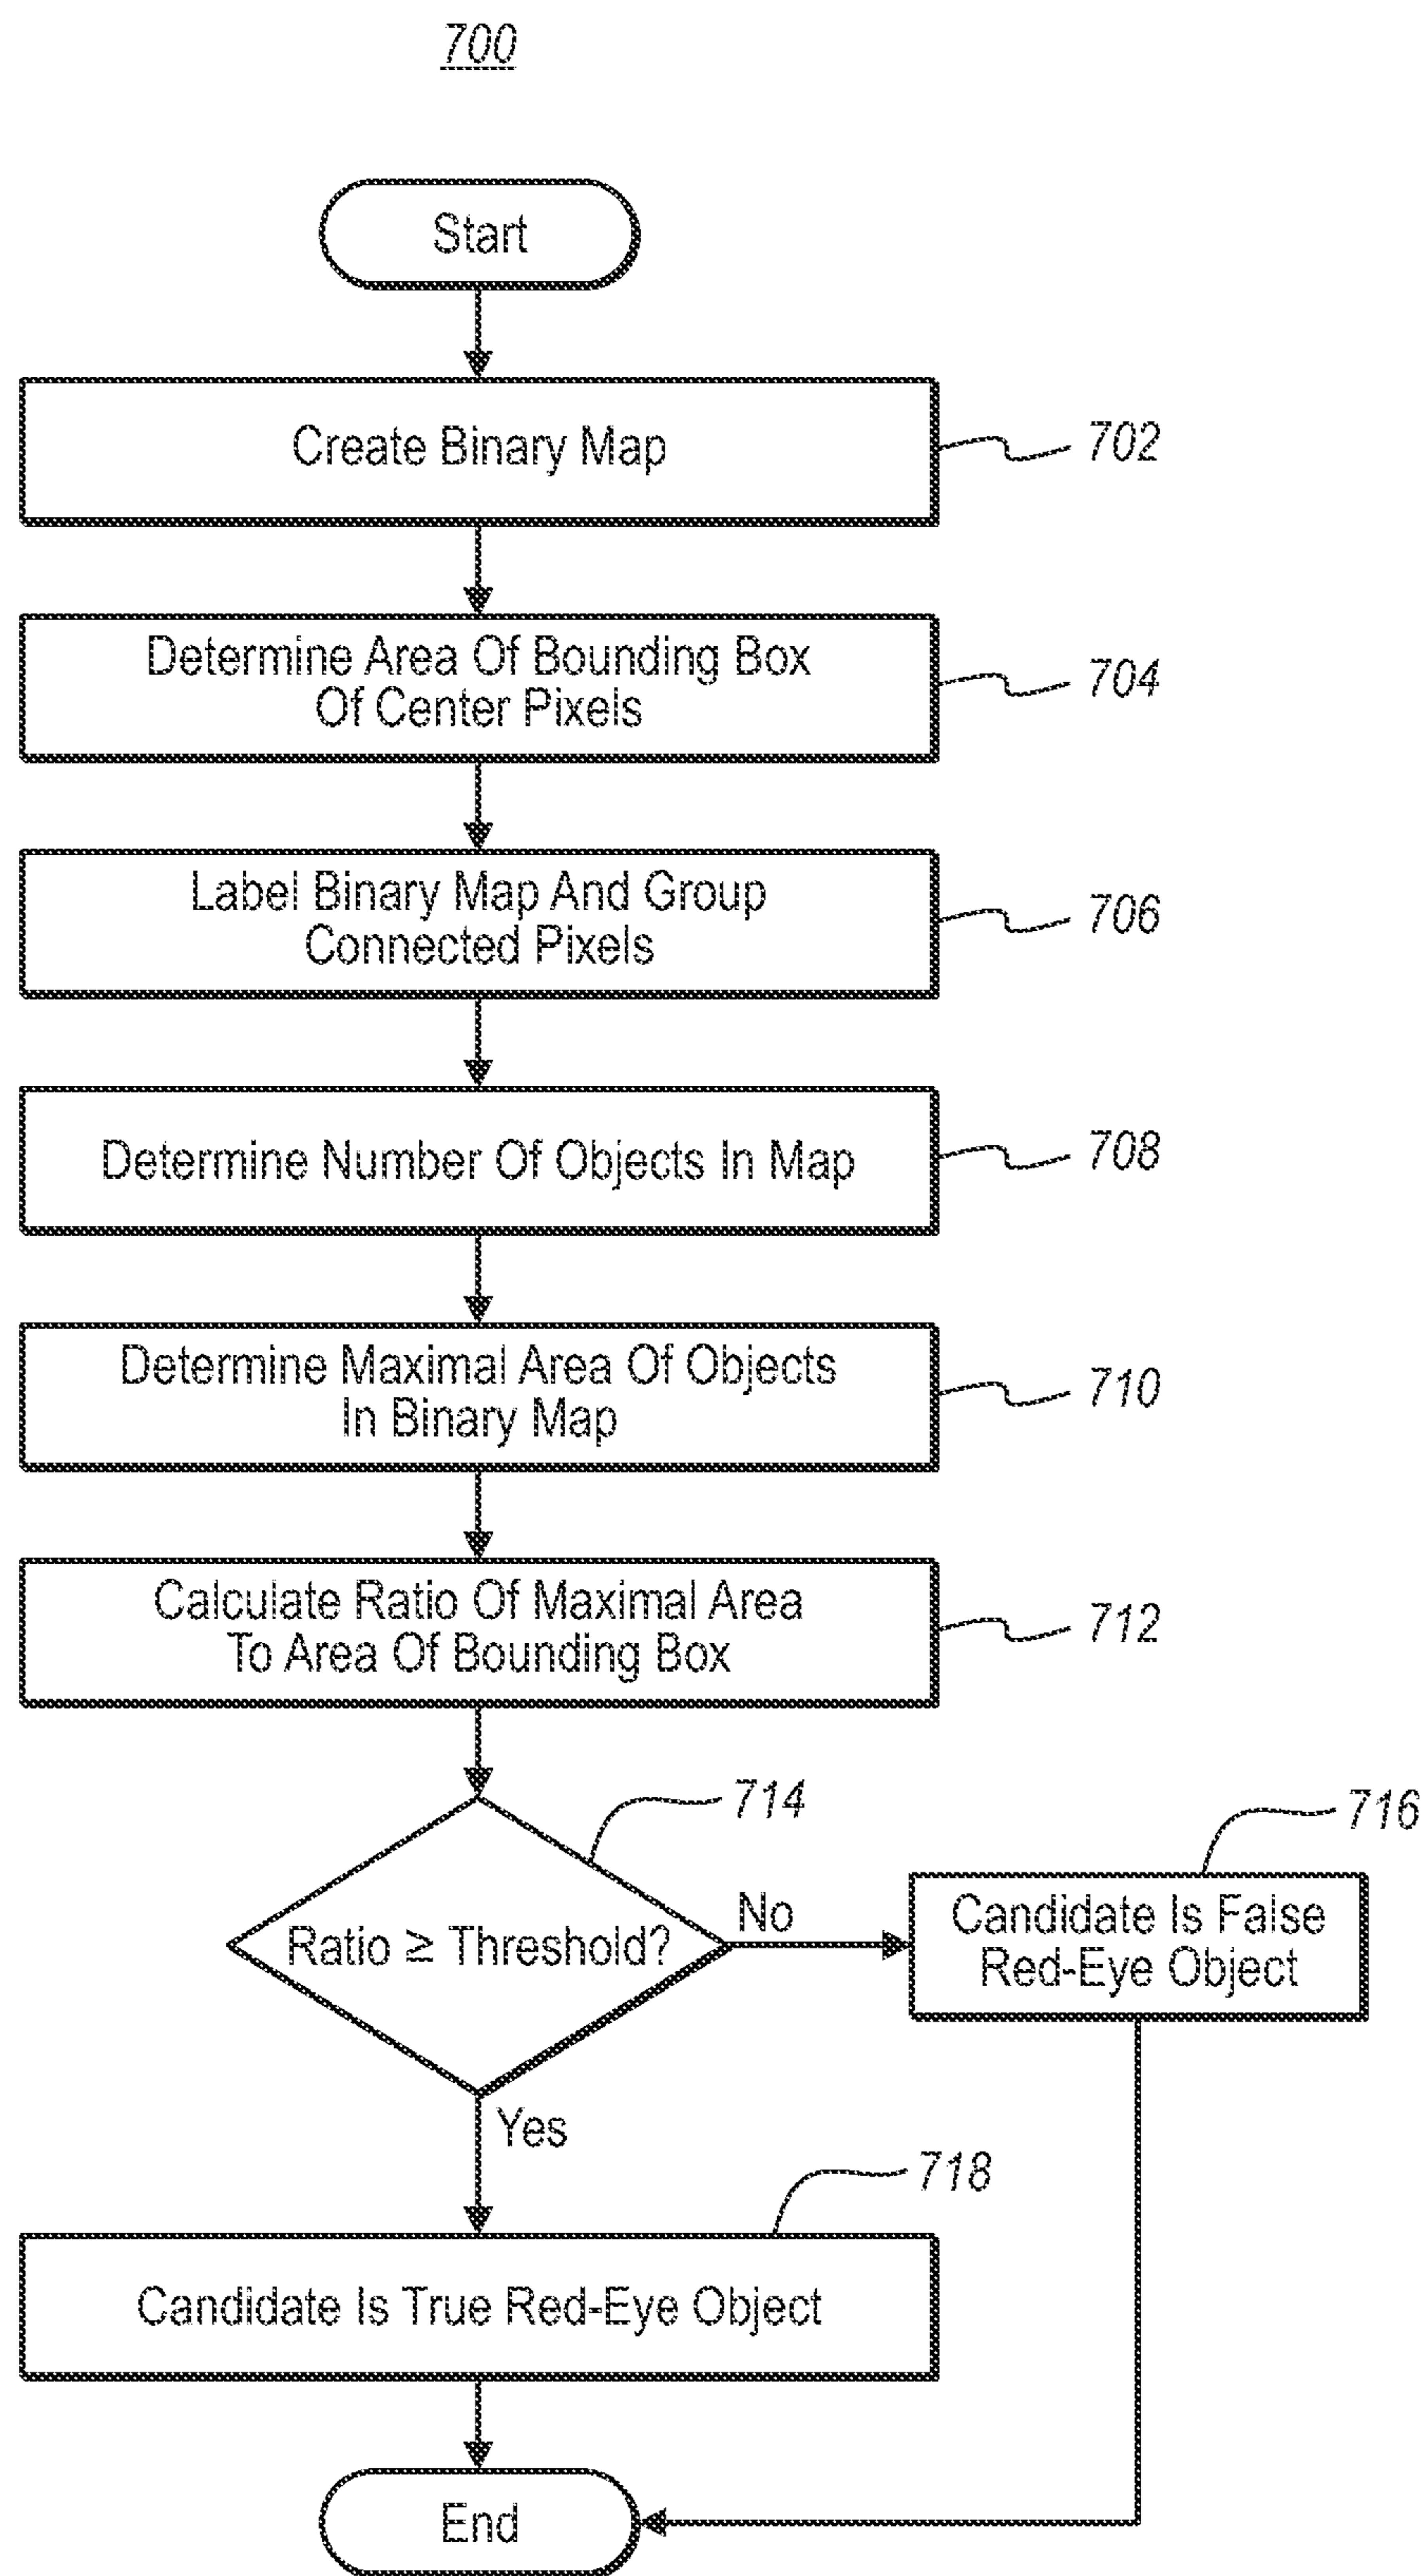 700
Start
Create Binary Map
702
Determine Area Of Bounding Box
Of Center Pixels
704
Label Binary Map And Group
Connected Pixels
706
Determine Number Of Objects In Map
708
Determine Maximal Area Of Objects
In Binary Map
710
Calculate Ratio Of Maximal Area
To Area Of Bounding Box
712
714
Ratio ≥ Threshold?
No
716
Candidate Is False
Red-Eye Object
Yes
718
Candidate Is True Red-Eye Object
End